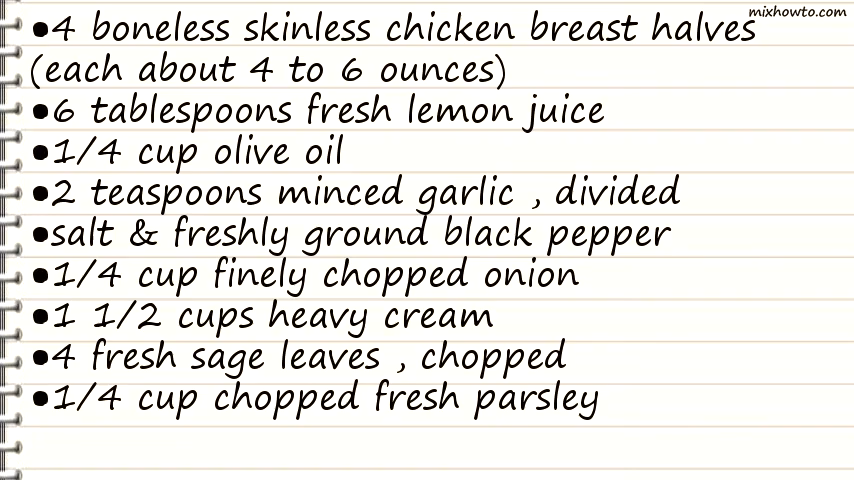 mixhowto.com
•4 boneless skinless chicken breast halves
(each about 4 to 6 ounces)
•6 tablespoons fresh lemon juice
•1/4 cup olive oil
•2 teaspoons minced garlic , divided
•salt & freshly ground black pepper
•1/4 cup finely chopped onion
•1 1/2 cups heavy cream
•4 fresh sage leaves , chopped
•1/4 cup chopped fresh parsley